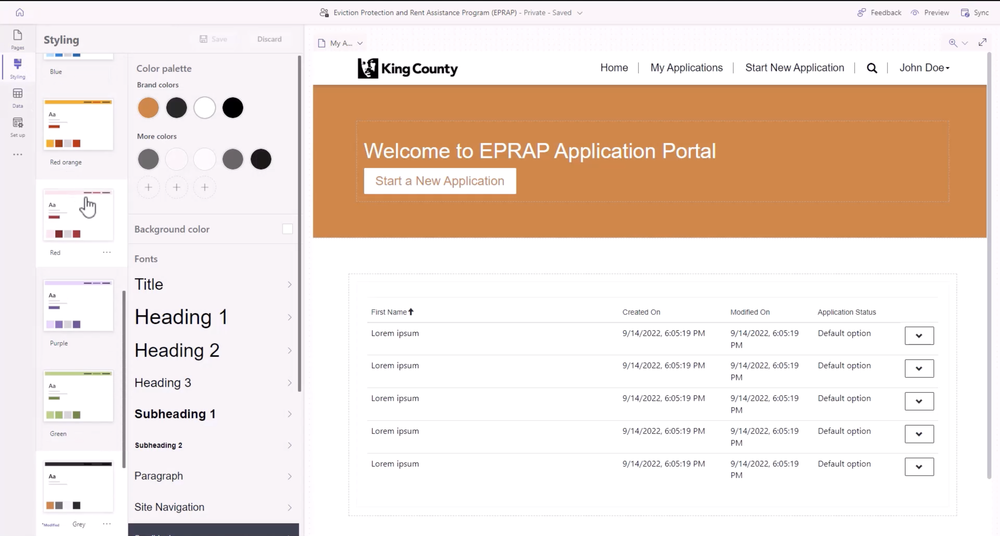 Eviction Protection and Rent Assistance Program (EPRAP) - Private - Saved
Feedback
Preview
Sync
Pages
Styling
Data
Set up
Styling
Save
Discard
Blue
Aa
Red orange
Aa
Red
Aa
Purple
Aa
Green
Aa
*Modified Grey
Color palette
Brand colors
More colors
Background color
Fonts
Title
Heading 1
Heading 2
Heading 3
Subheading 1
Subheading 2
Paragraph
Site Navigation
My A...
King County
Home | My Applications | Start New Application | | John Doe
Welcome to EPRAP Application Portal
Start a New Application
First Name Created On Modified On Application Status
Lorem ipsum 9/14/2022, 6:05:19 PM 9/14/2022, 6:05:19 Default option
PM
Lorem ipsum 9/14/2022, 6:05:19 PM 9/14/2022, 6:05:19 Default option
PM
Lorem ipsum 9/14/2022, 6:05:19 PM 9/14/2022, 6:05:19 Default option
PM
Lorem ipsum 9/14/2022, 6:05:19 PM 9/14/2022, 6:05:19 Default option
PM
Lorem ipsum 9/14/2022, 6:05:19 PM 9/14/2022, 6:05:19 Default option
PM